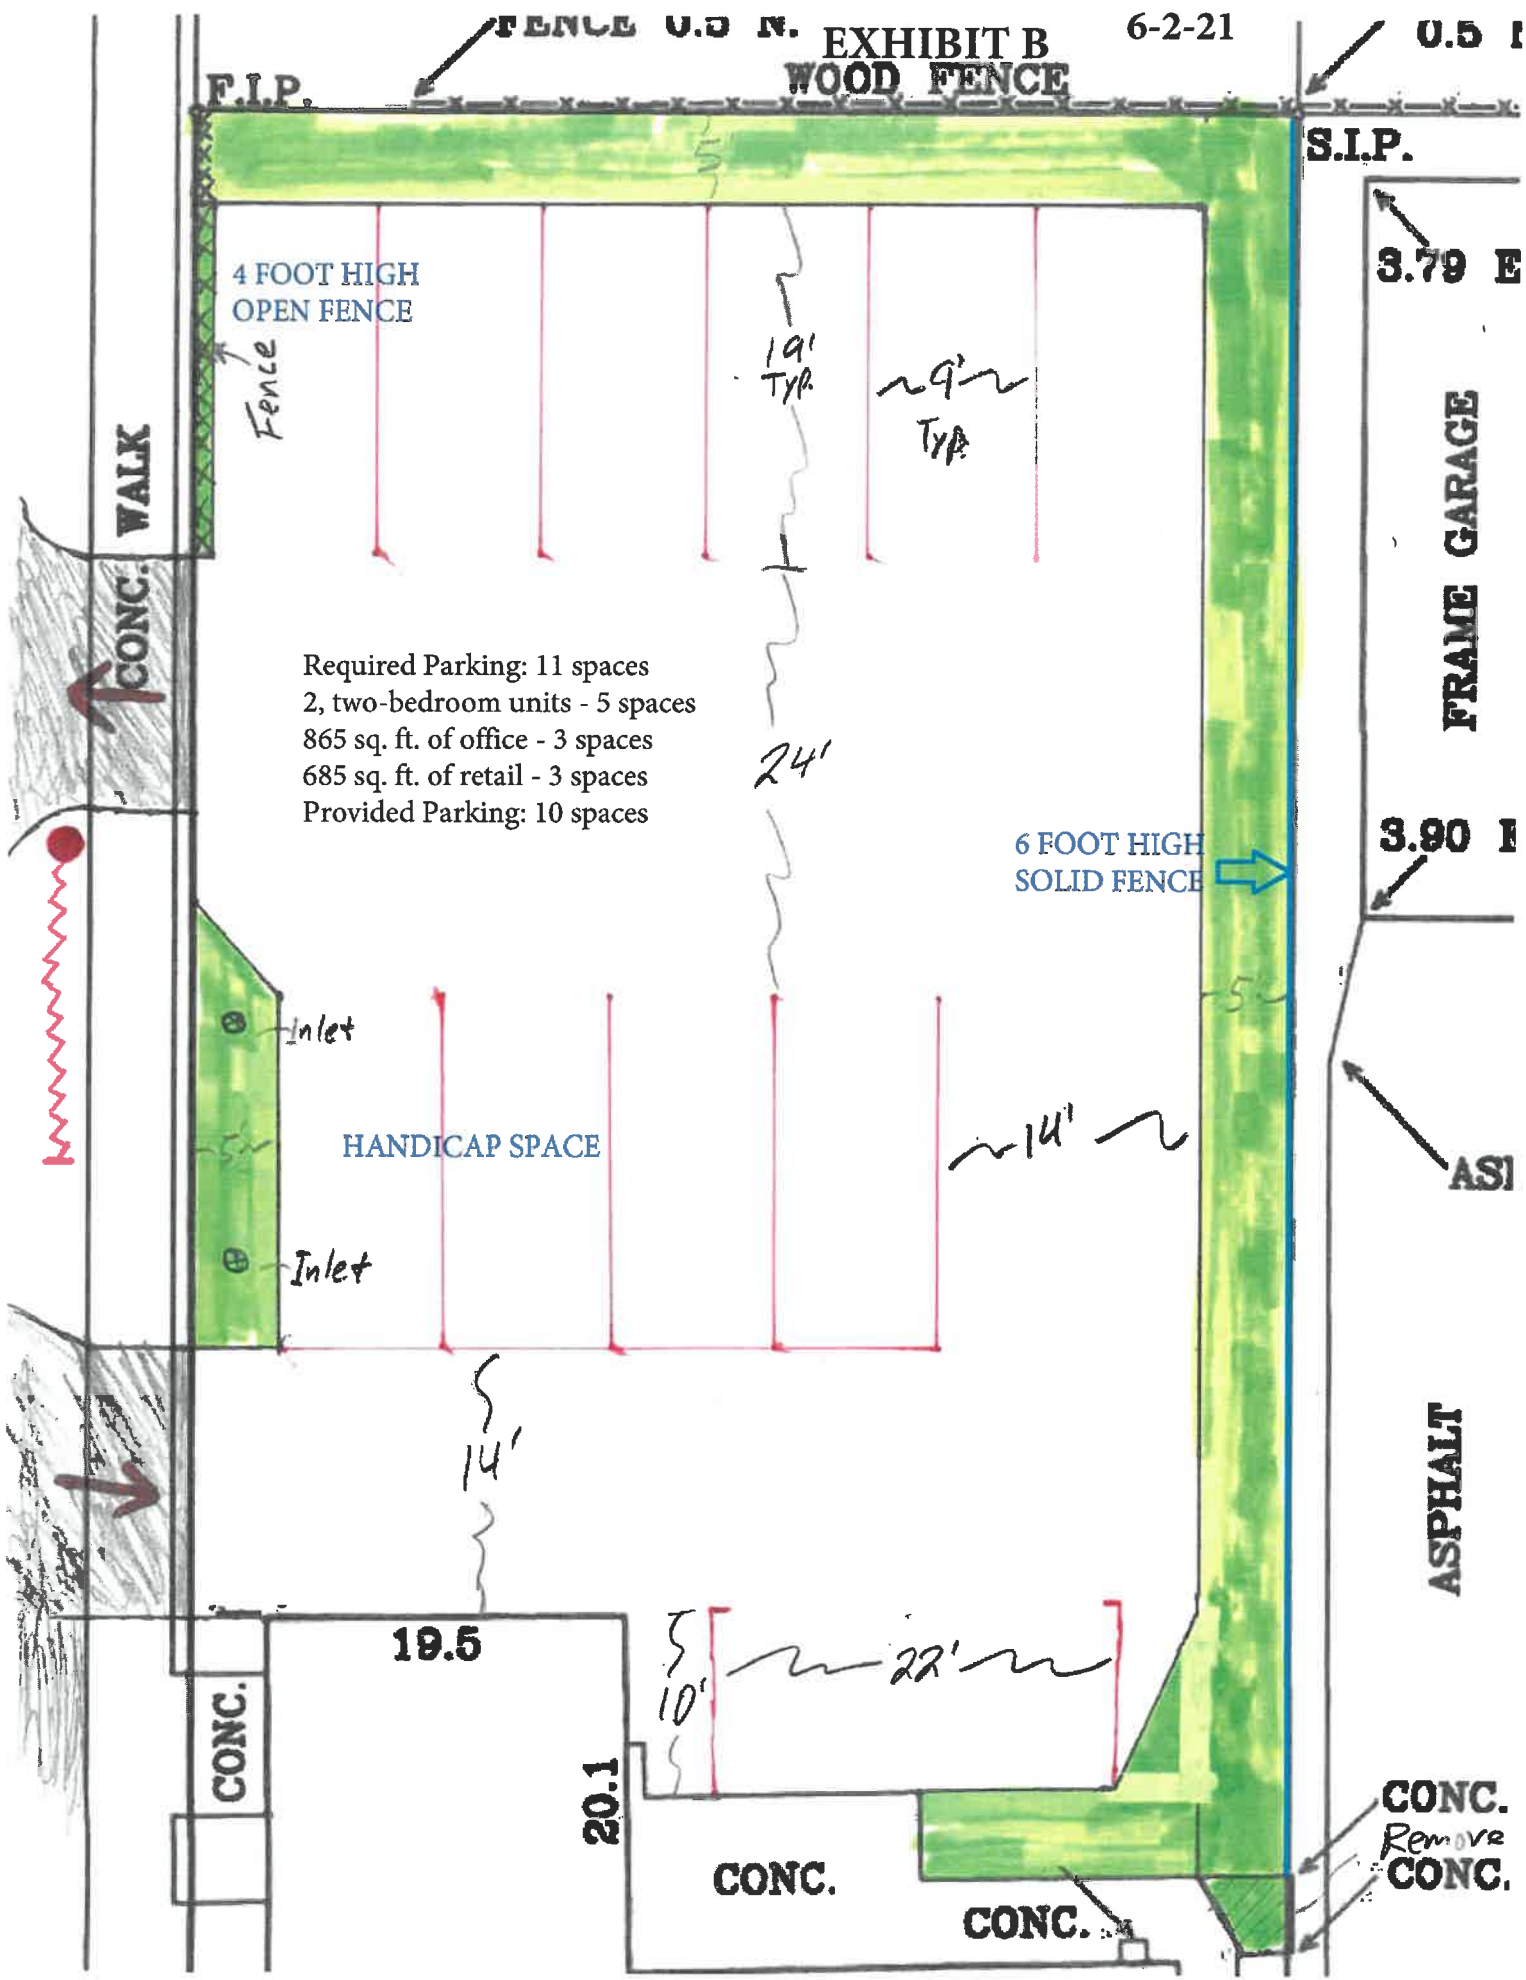 FENCE 0.5 N.
EXHIBIT B
6-2-21
WOOD FENCE
F.I.P.
S.I.P.
5'
3.79 E
4 FOOT HIGH
OPEN FENCE
Fence
19'
Typ.
9'
Typ.
CONC. WALK
FRAME GARAGE
Required Parking: 11 spaces
2, two-bedroom units - 5 spaces
865 sq. ft. of office - 3 spaces
685 sq. ft. of retail - 3 spaces
Provided Parking: 10 spaces
24'
6 FOOT HIGH
SOLID FENCE
3.90
5'
Inlet
HANDICAP SPACE
14'
5'
Inlet
14'
ASPHALT
19.5
22'
10'
CONC.
20.1
CONC.
Remove
CONC.
CONC.
CONC.